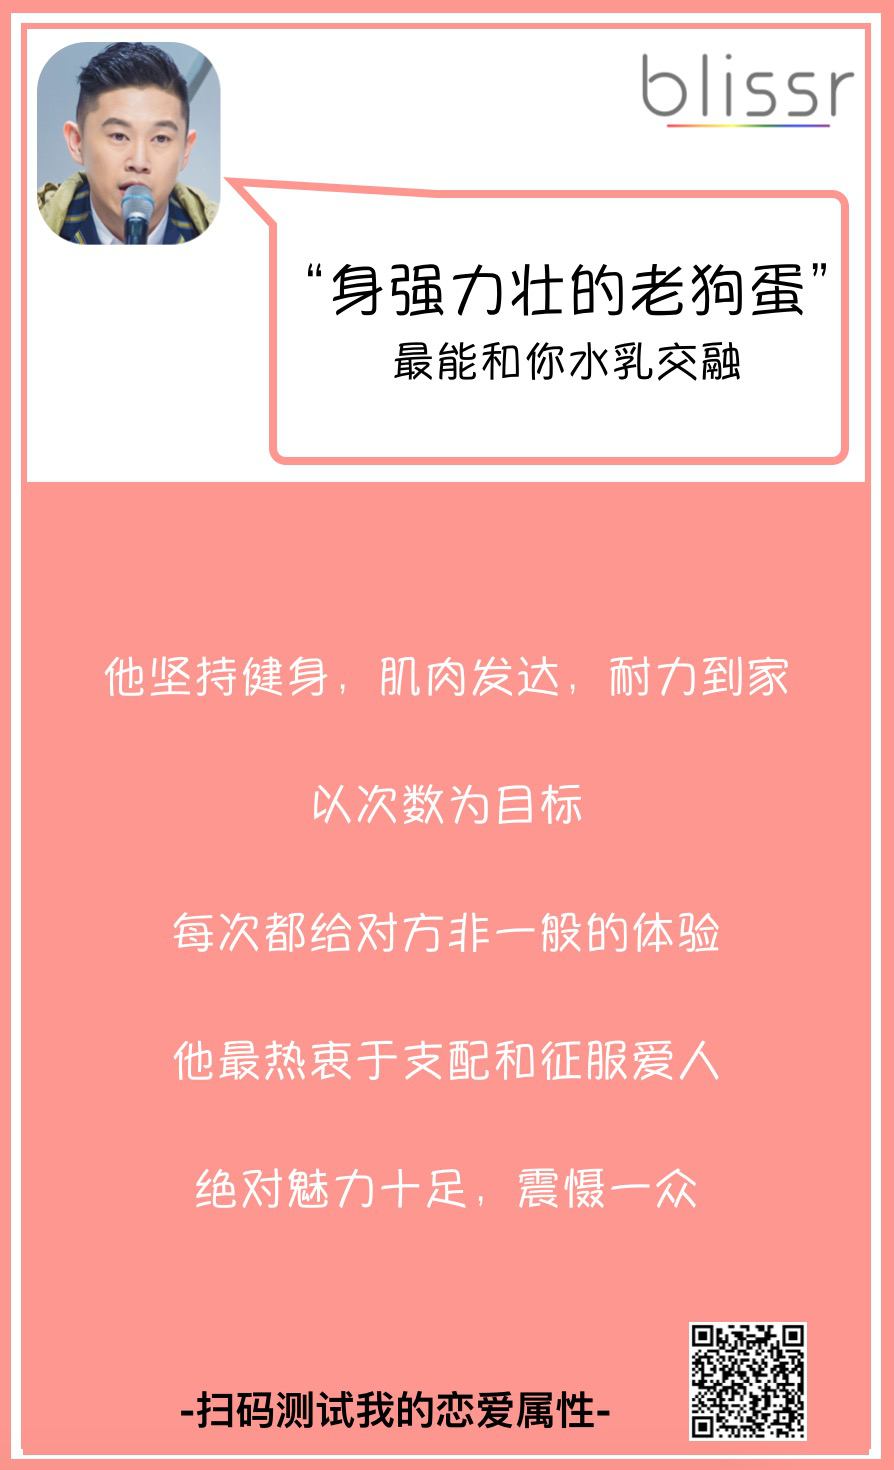 blissr
“身强力壮的老狗蛋”
最能和你水乳交融
他坚持健身，肌肉发达，耐力到家
以次数为目标
每次都给对方非一般的体验
他最热衷于支配和征服爱人
绝对魅力十足，震慑一众
-扫码测试我的恋爱属性-